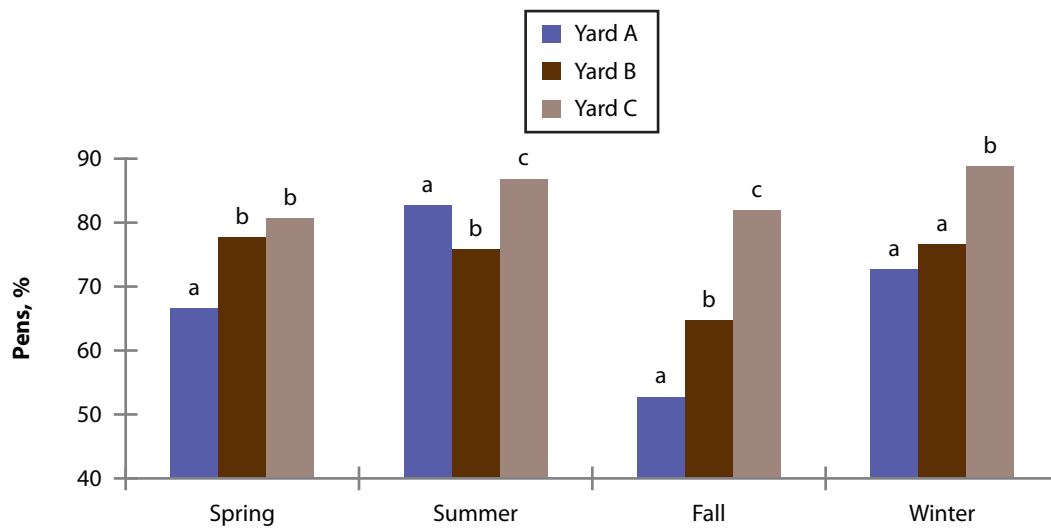 Yard A
Yard B
Yard C
Pens, %
90
80
70
60
50
40
a
b
b
a
b
c
a
b
c
a
a
b
Spring
Summer
Fall
Winter